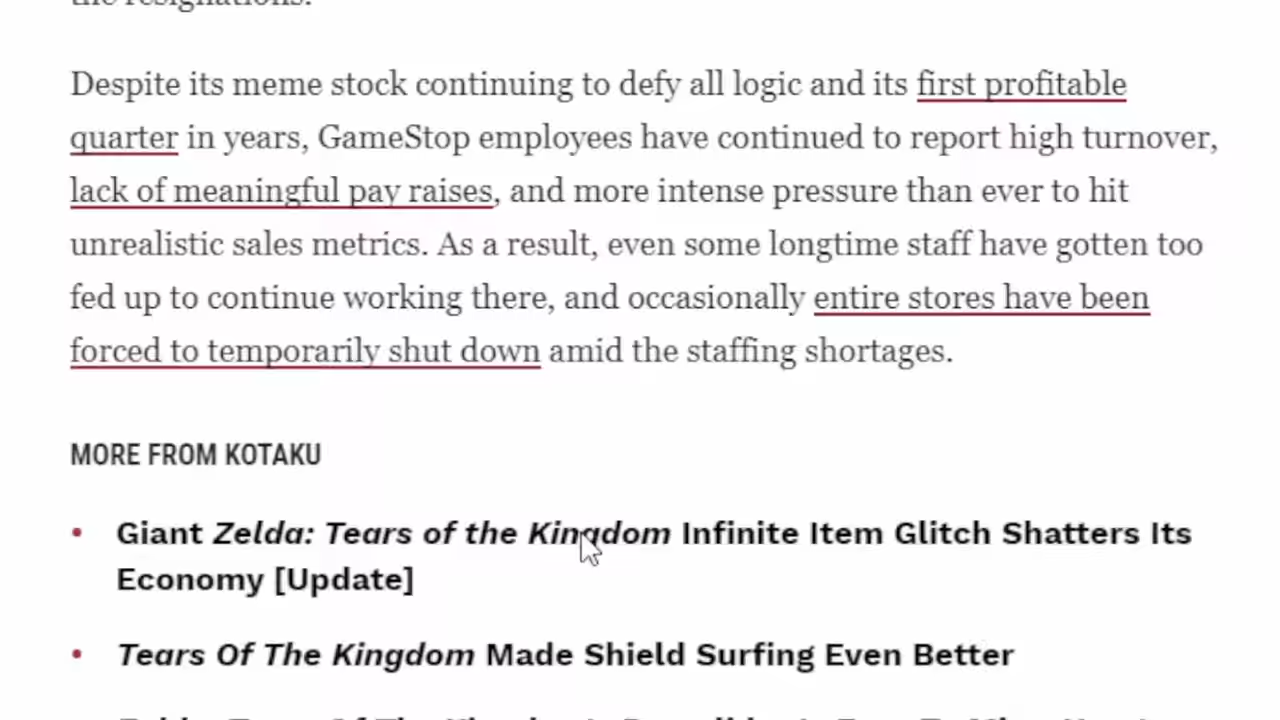 the resignations.
Despite its meme stock continuing to defy all logic and its first profitable
quarter in years, GameStop employees have continued to report high turnover,
lack of meaningful pay raises, and more intense pressure than ever to hit
unrealistic sales metrics. As a result, even some longtime staff have gotten too
fed up to continue working there, and occasionally entire stores have been
forced to temporarily shut down amid the staffing shortages.
MORE FROM KOTAKU
• Giant Zelda: Tears of the Kingdom Infinite Item Glitch Shatters Its
Economy [Update]
• Tears Of The Kingdom Made Shield Surfing Even Better